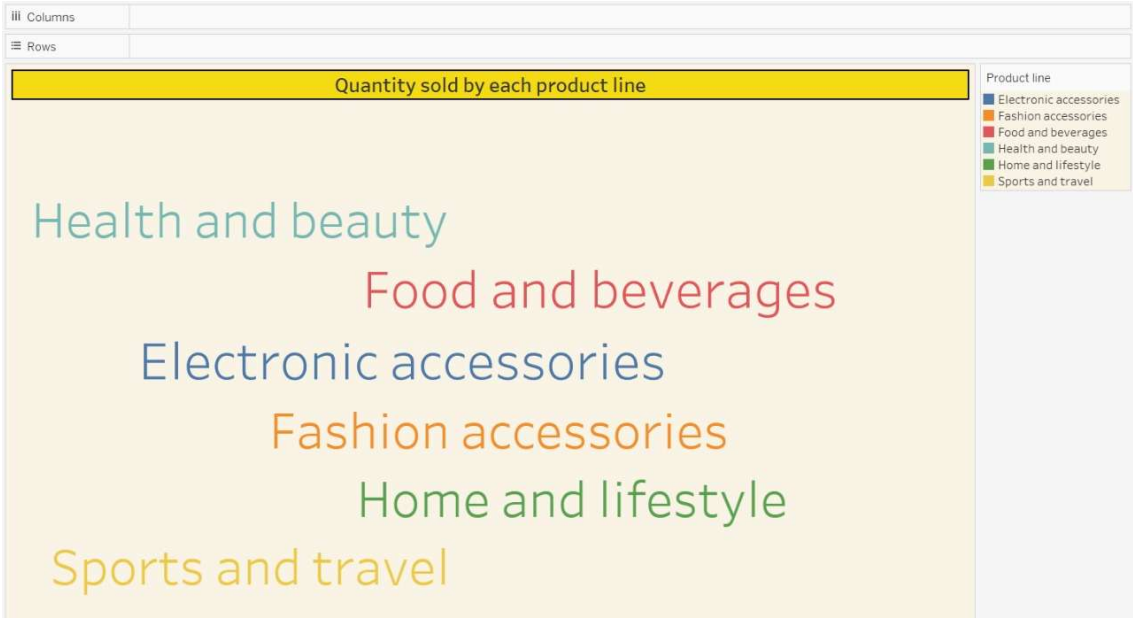 Columns
Rows
Quantity sold by each product line
Health and beauty
Food and beverages
Electronic accessories
Fashion accessories
Home and lifestyle
Sports and travel
Product line
Electronic accessories
Fashion accessories
Food and beverages
Health and beauty
Home and lifestyle
Sports and travel